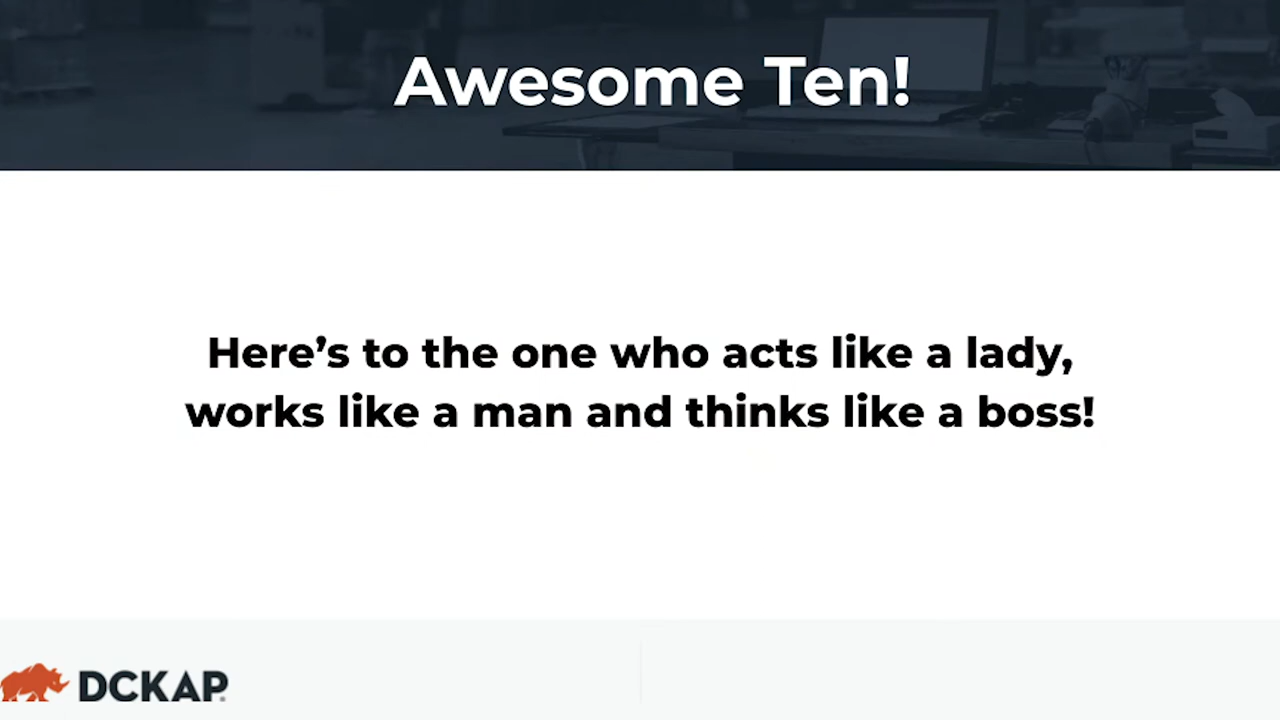 Awesome Ten!
Here’s to the one who acts like a lady,
works like a man and thinks like a boss!
DCKAP